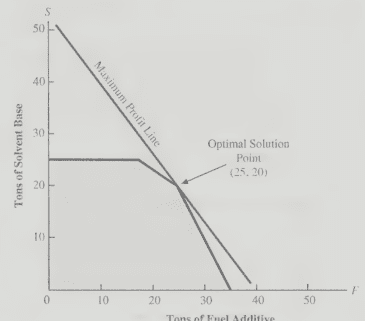 S
50
40
30
20
10
0
10
20
30
40
50
F
Tons of Solvent Base
Maximum Profit Line
Optimal Solution
Point
(25, 20)
Tons of Fuel Additive